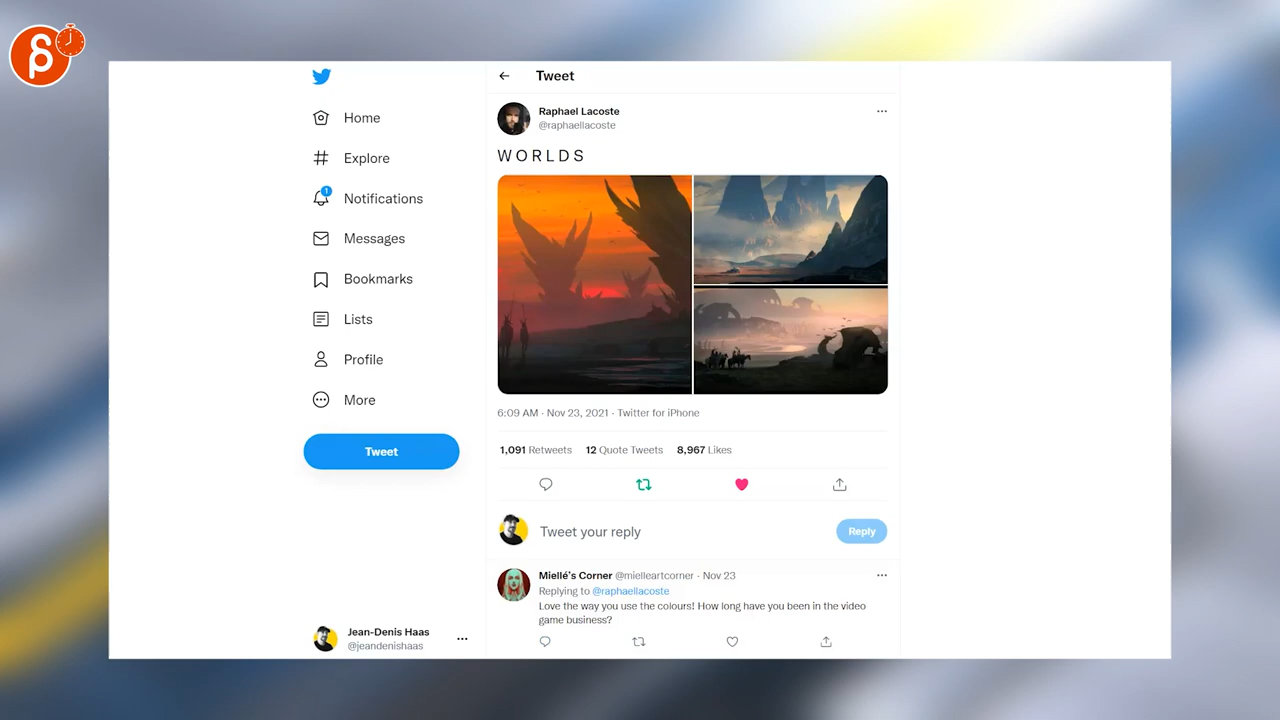 Tweet
Raphael Lacoste
@raphaellacoste
WORLDS
Home
Explore
1
Notifications
Messages
Bookmarks
Lists
Profile
More
Tweet
6:09 AM · Nov 23, 2021 · Twitter for iPhone
1,091 Retweets 12 Quote Tweets 8,967 Likes
Tweet your reply
Reply
Miellé's Corner @mielleartcorner · Nov 23
Replying to @raphaellacoste
Love the way you use the colours! How long have you been in the video
game business?
Jean-Denis Haas
@jeandenishaas